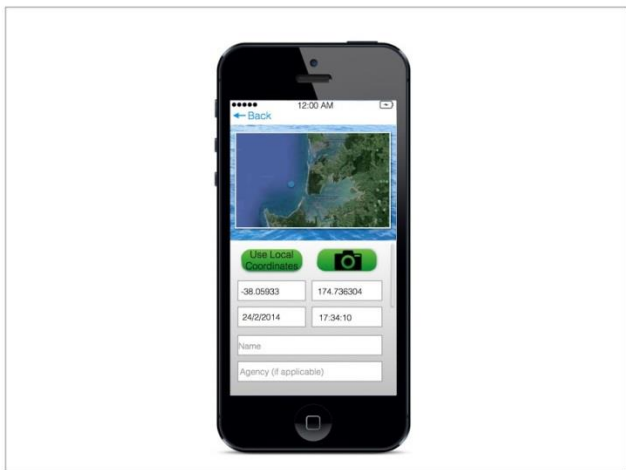 12:00 AM
Back
Use Local
Coordinates
-38.05933
174.736304
24/2/2014
17:34:10
Name
Agency (if applicable)